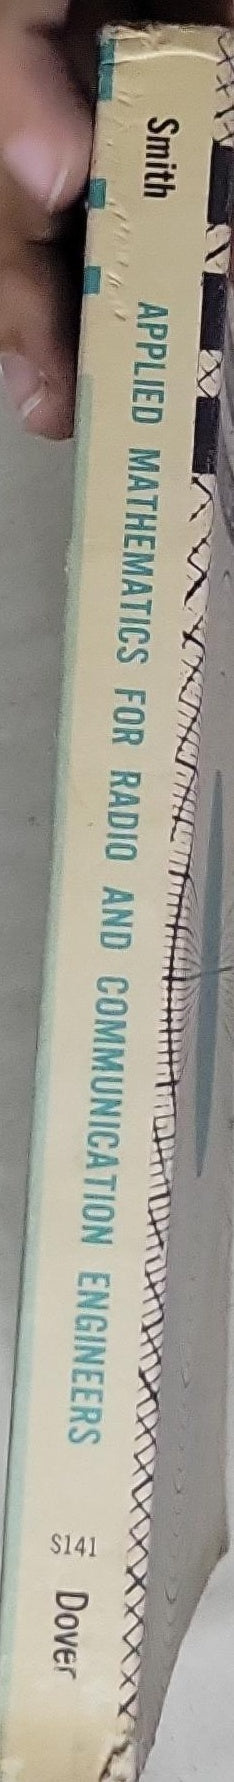 Smith
APPLIED MATHEMATICS FOR RADIO AND COMMUNICATION ENGINEERS
S141
Dover